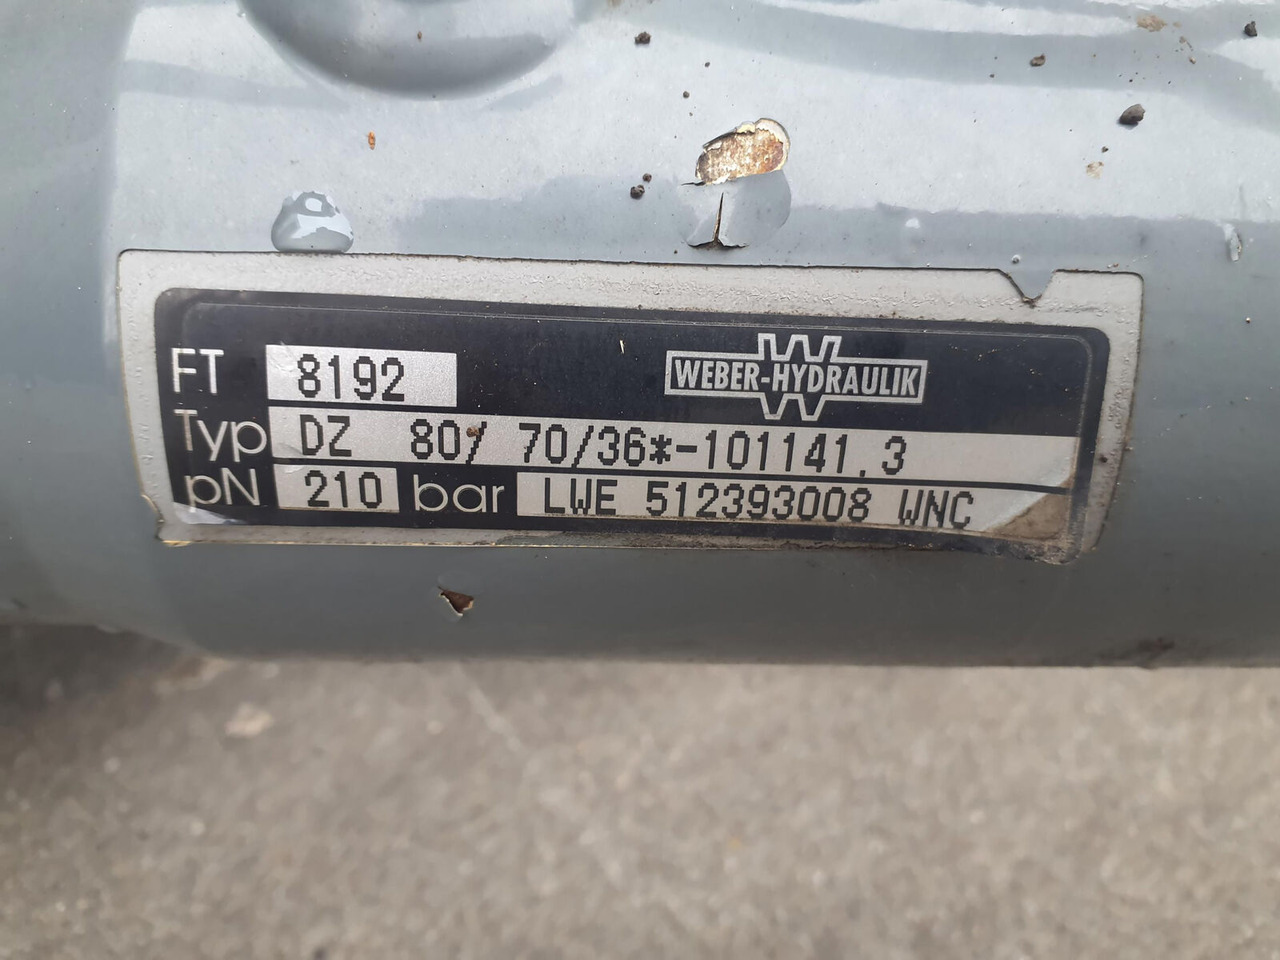 FT 8192
WEBER-HYDRAULIK
Typ DZ 80/ 70/36*-101141.3
pN 210 bar LWE 512393008 WNC